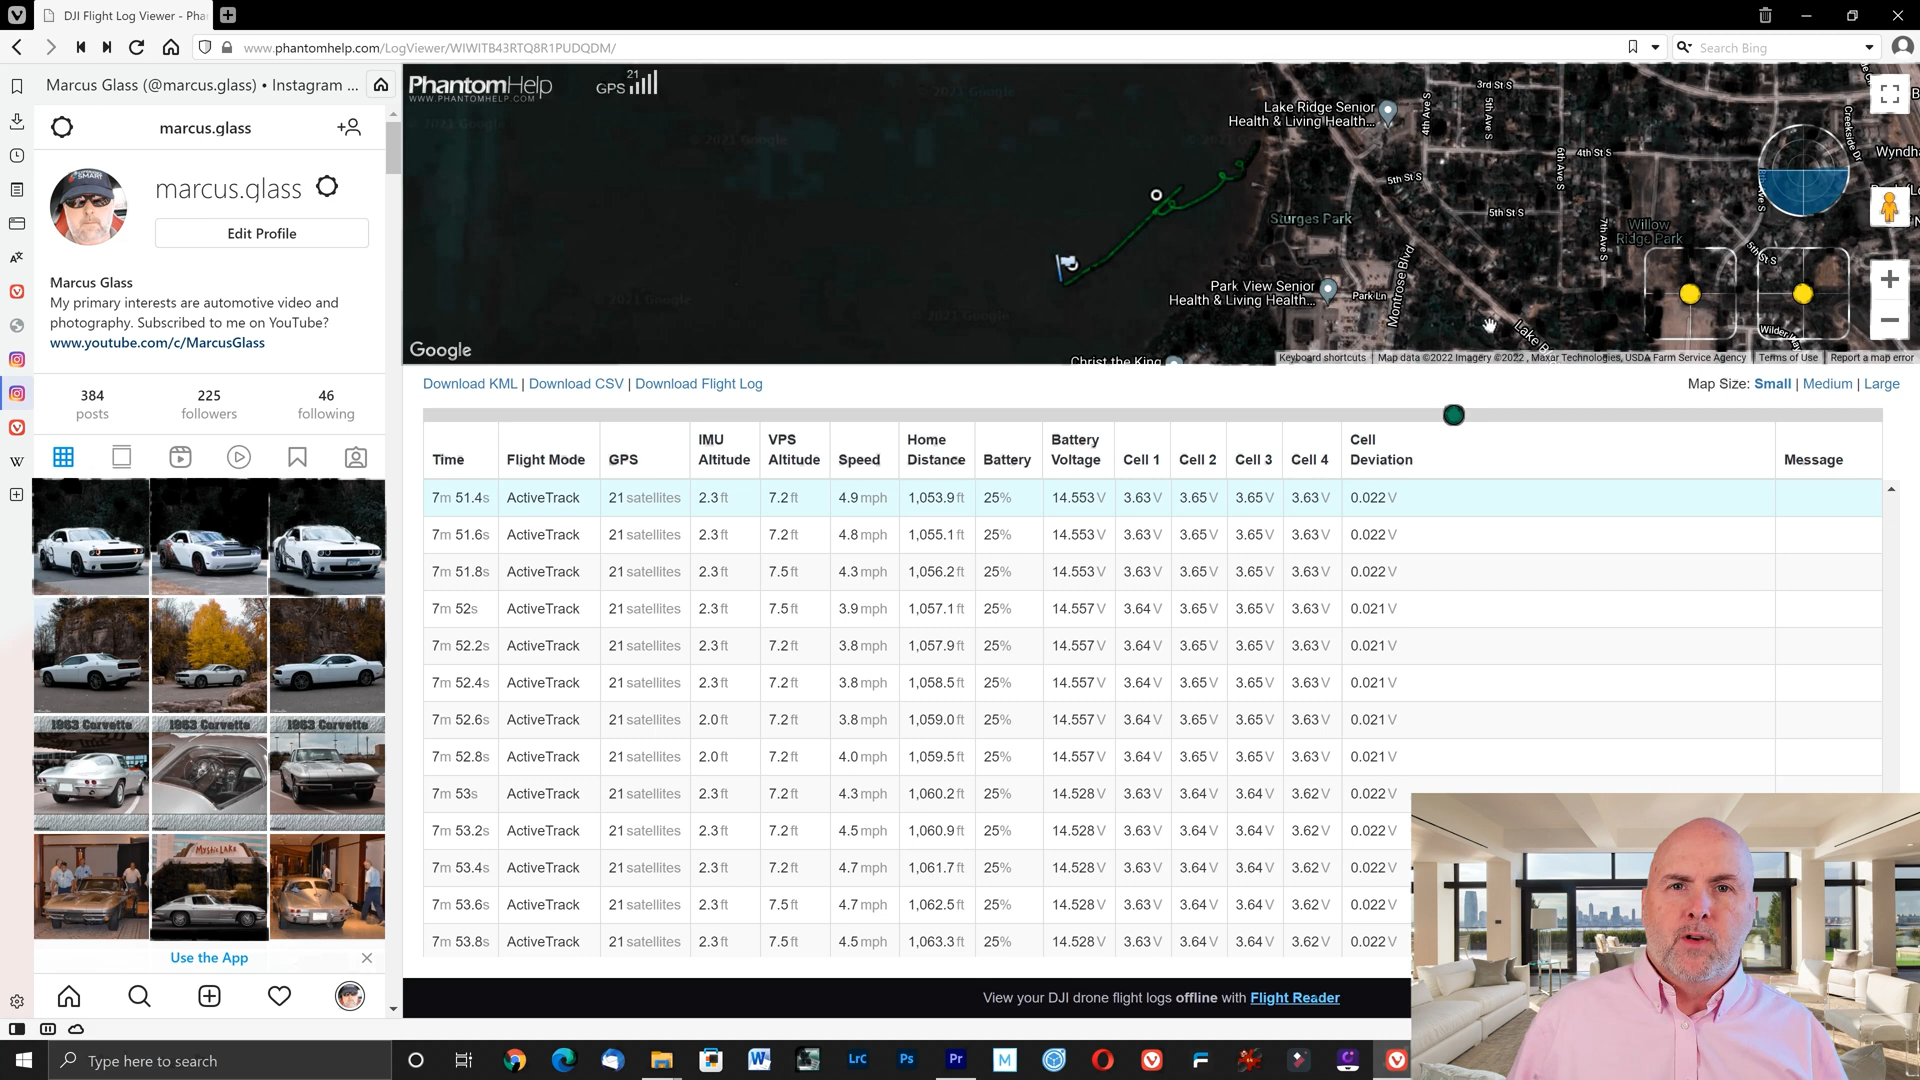 DJI Flight Log Viewer - Pha
www.phantomhelp.com/LogViewer/WIWITB43RTQ8R1PUDQDM/
Search Bing
Marcus Glass (@marcus.glass) • Instagram ...
marcus.glass
marcus.glass
Edit Profile
Marcus Glass
My primary interests are automotive video and
photography. Subscribed to me on YouTube?
www.youtube.com/c/MarcusGlass
384 225 46
posts followers following
1963 Corvette 1963 Corvette 1963 Corvette
Mystic Lake
Use the App
PhantomHelp
WWW.PHANTOMHELP.COM
GPS 21
Lake Ridge Senior
Health & Living Health...
3rd St S
4th Ave S
5th Ave S
4th St S
6th Ave S
5th St S
5th St S
7th Ave S
Sturges Park
Willow
Ridge Park
Creekside Dr
Wyndha
5th St S
Park View Senior
Health & Living Health...
Park Ln
Montrose Blvd
Christ the King
Google
Keyboard shortcuts | Map data ©2022 Imagery ©2022 , Maxar Technologies, USDA Farm Service Agency | Terms of Use | Report a map error
Download KML | Download CSV | Download Flight Log
Map Size: Small | Medium | Large
Time Flight Mode GPS IMU Altitude VPS Altitude Speed Home Distance Battery Battery Voltage Cell 1 Cell 2 Cell 3 Cell 4 Cell Deviation Message
7m 51.4s ActiveTrack 21 satellites 2.3 ft 7.2 ft 4.9 mph 1,053.9 ft 25% 14.553 V 3.63 V 3.65 V 3.65 V 3.63 V 0.022 V
7m 51.6s ActiveTrack 21 satellites 2.3 ft 7.2 ft 4.8 mph 1,055.1 ft 25% 14.553 V 3.63 V 3.65 V 3.65 V 3.63 V 0.022 V
7m 51.8s ActiveTrack 21 satellites 2.3 ft 7.5 ft 4.3 mph 1,056.2 ft 25% 14.553 V 3.63 V 3.65 V 3.65 V 3.63 V 0.022 V
7m 52s ActiveTrack 21 satellites 2.3 ft 7.5 ft 3.9 mph 1,057.1 ft 25% 14.557 V 3.64 V 3.65 V 3.65 V 3.63 V 0.021 V
7m 52.2s ActiveTrack 21 satellites 2.3 ft 7.2 ft 3.8 mph 1,057.9 ft 25% 14.557 V 3.64 V 3.65 V 3.65 V 3.63 V 0.021 V
7m 52.4s ActiveTrack 21 satellites 2.3 ft 7.2 ft 3.8 mph 1,058.5 ft 25% 14.557 V 3.64 V 3.65 V 3.65 V 3.63 V 0.021 V
7m 52.6s ActiveTrack 21 satellites 2.0 ft 7.2 ft 3.8 mph 1,059.0 ft 25% 14.557 V 3.64 V 3.65 V 3.65 V 3.63 V 0.021 V
7m 52.8s ActiveTrack 21 satellites 2.0 ft 7.2 ft 4.0 mph 1,059.5 ft 25% 14.557 V 3.64 V 3.65 V 3.65 V 3.63 V 0.021 V
7m 53s ActiveTrack 21 satellites 2.3 ft 7.2 ft 4.3 mph 1,060.2 ft 25% 14.528 V 3.63 V 3.64 V 3.64 V 3.62 V 0.022 V
7m 53.2s ActiveTrack 21 satellites 2.3 ft 7.2 ft 4.5 mph 1,060.9 ft 25% 14.528 V 3.63 V 3.64 V 3.64 V 3.62 V 0.022 V
7m 53.4s ActiveTrack 21 satellites 2.3 ft 7.2 ft 4.7 mph 1,061.7 ft 25% 14.528 V 3.63 V 3.64 V 3.64 V 3.62 V 0.022 V
7m 53.6s ActiveTrack 21 satellites 2.3 ft 7.5 ft 4.7 mph 1,062.5 ft 25% 14.528 V 3.63 V 3.64 V 3.64 V 3.62 V 0.022 V
7m 53.8s ActiveTrack 21 satellites 2.3 ft 7.5 ft 4.5 mph 1,063.3 ft 25% 14.528 V 3.63 V 3.64 V 3.64 V 3.62 V 0.022 V
View your DJI drone flight logs offline with Flight Reader
Type here to search
LrC Ps Pr M